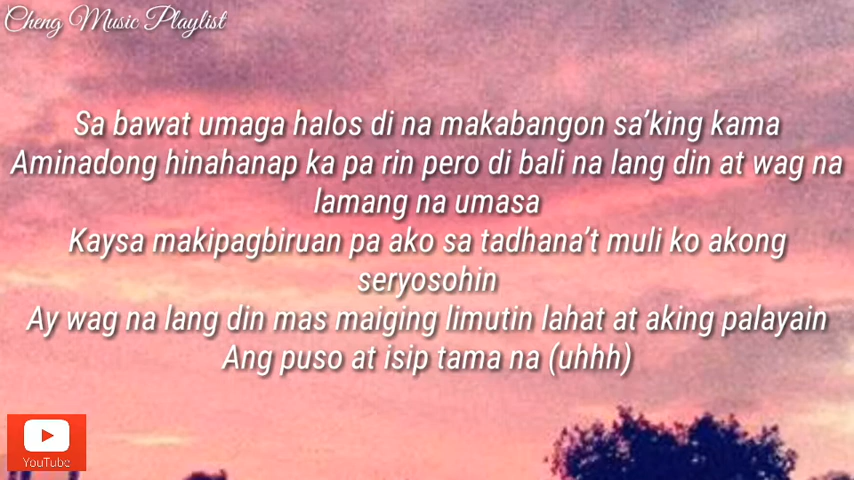 Cheng Music Playlist
Sa bawat umaga halos di na makabangon sa’king kama
Aminadong hinahanap ka pa rin pero di bali na lang din at wag na
lamang na umasa
Kaysa makipagbiruan pa ako sa tadhana’t muli ko akong
seryosohin
Ay wag na lang din mas maiging limutin lahat at aking palayain
Ang puso at isip tama na (uhhh)
YouTube